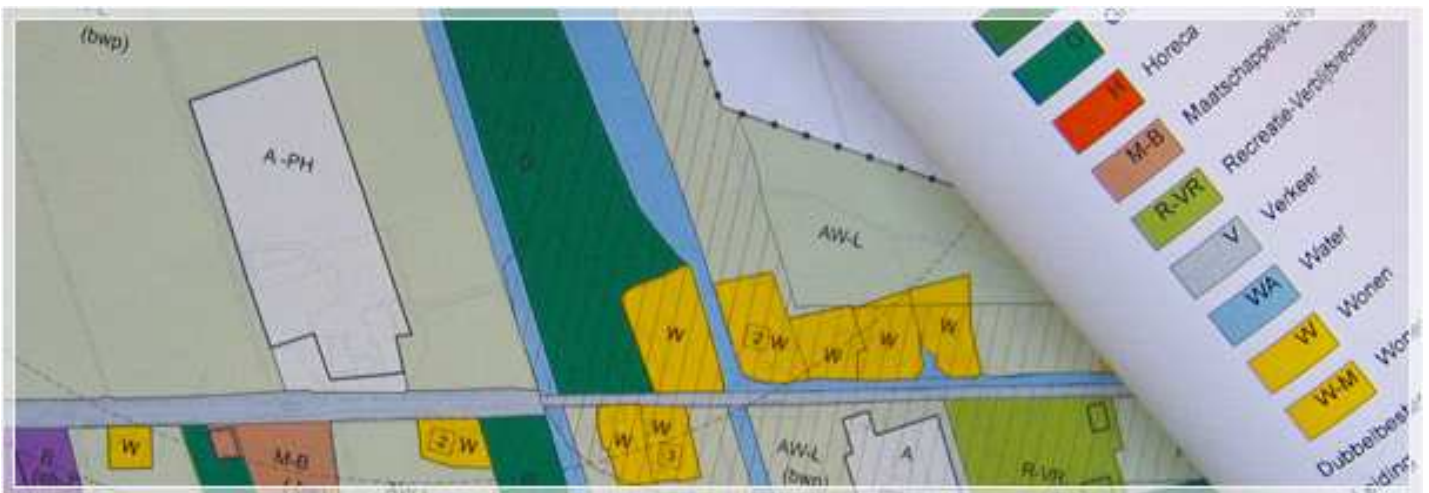 (bwp)
A-PH
AW-L
W
2 W
W
W
W
W
2 W
W
W
3
M-B
AW-L
(bwp)
A
R-VR
G
Horeca
H
Maatschappelijk-
M-B
Recreatie-Verblijfsrecreatie
R-VR
Verkeer
V
Water
WA
Wonen
W
W-M